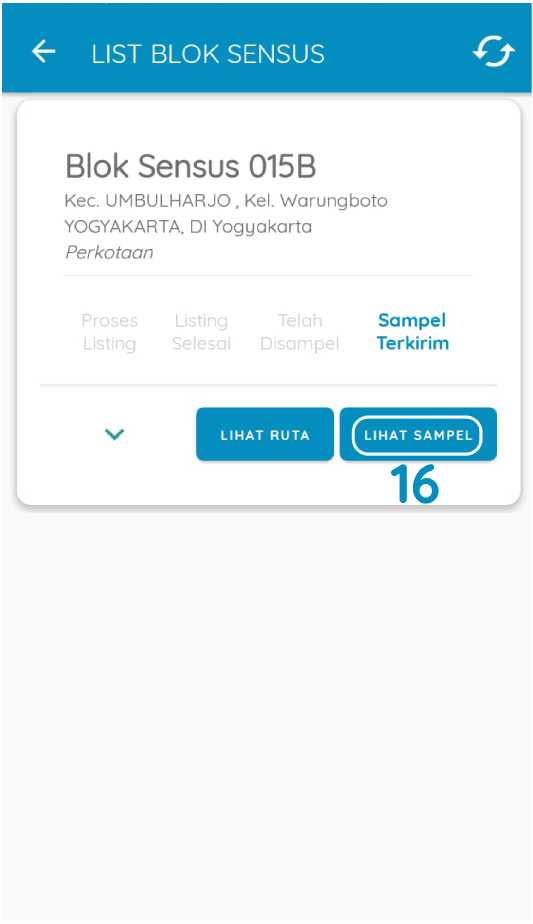 LIST BLOK SENSUS
Blok Sensus 015B
Kec. UMBULHARJO , Kel. Warungboto
YOGYAKARTA, DI Yogyakarta
Perkotaan
Proses Listing
Listing Selesai
Telah Disampel
Sampel Terkirim
LIHAT RUTA
LIHAT SAMPEL
16